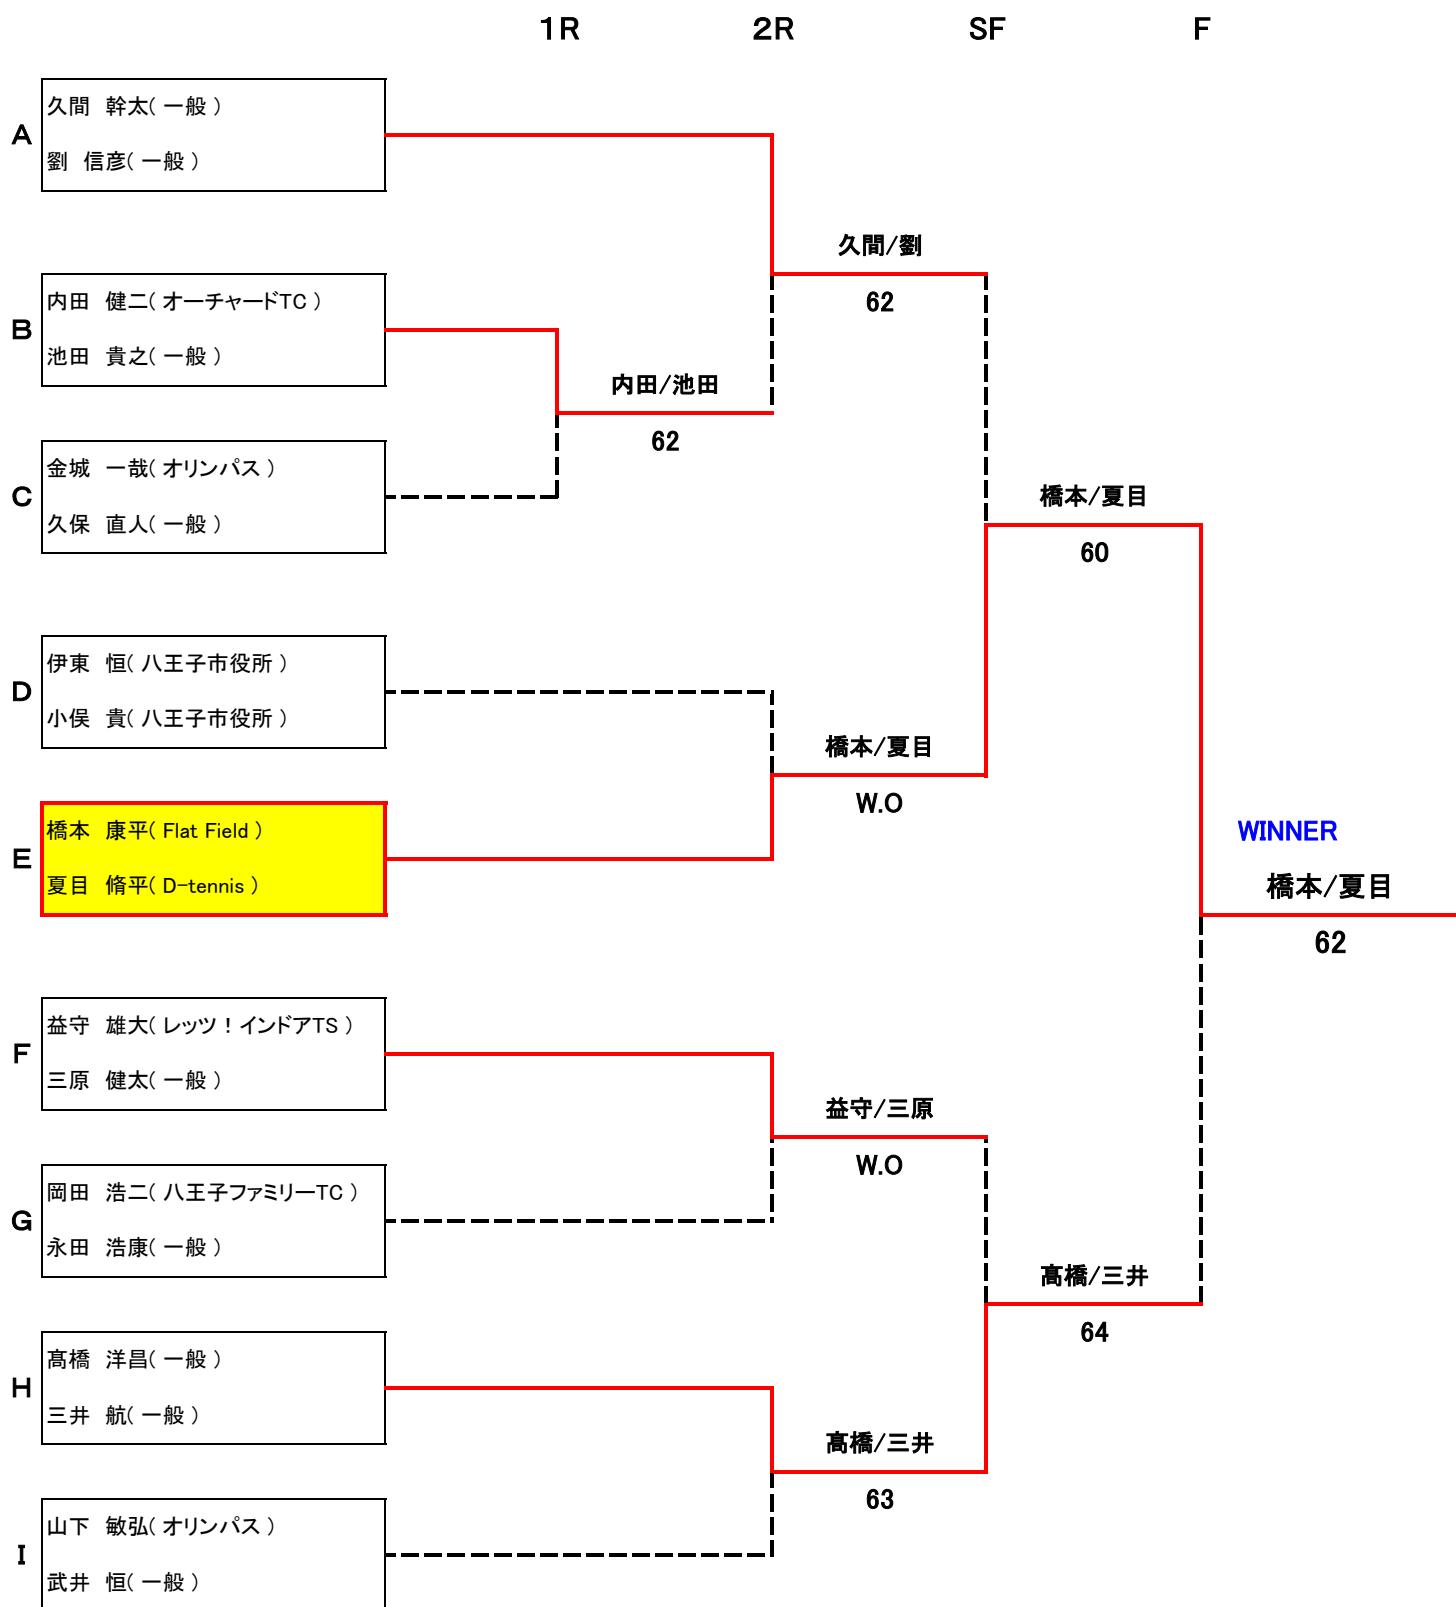 1R 2R SF F
A
久間 幹太( 一般 )
劉 信彦( 一般 )
久間/劉
62
B
内田 健二( オーチャードTC )
池田 貴之( 一般 )
内田/池田
62
C
金城 一哉( オリンパス )
久保 直人( 一般 )
橋本/夏目
60
D
伊東 恒( 八王子市役所 )
小俣 貴( 八王子市役所 )
橋本/夏目
W.O
E
橋本 康平( Flat Field )
夏目 脩平( D-tennis )
WINNER
橋本/夏目
62
F
益守 雄大( レッツ！インドアTS )
三原 健太( 一般 )
益守/三原
W.O
G
岡田 浩二( 八王子ファミリーTC )
永田 浩康( 一般 )
髙橋/三井
64
H
髙橋 洋昌( 一般 )
三井 航( 一般 )
髙橋/三井
63
I
山下 敏弘( オリンパス )
武井 恒( 一般 )